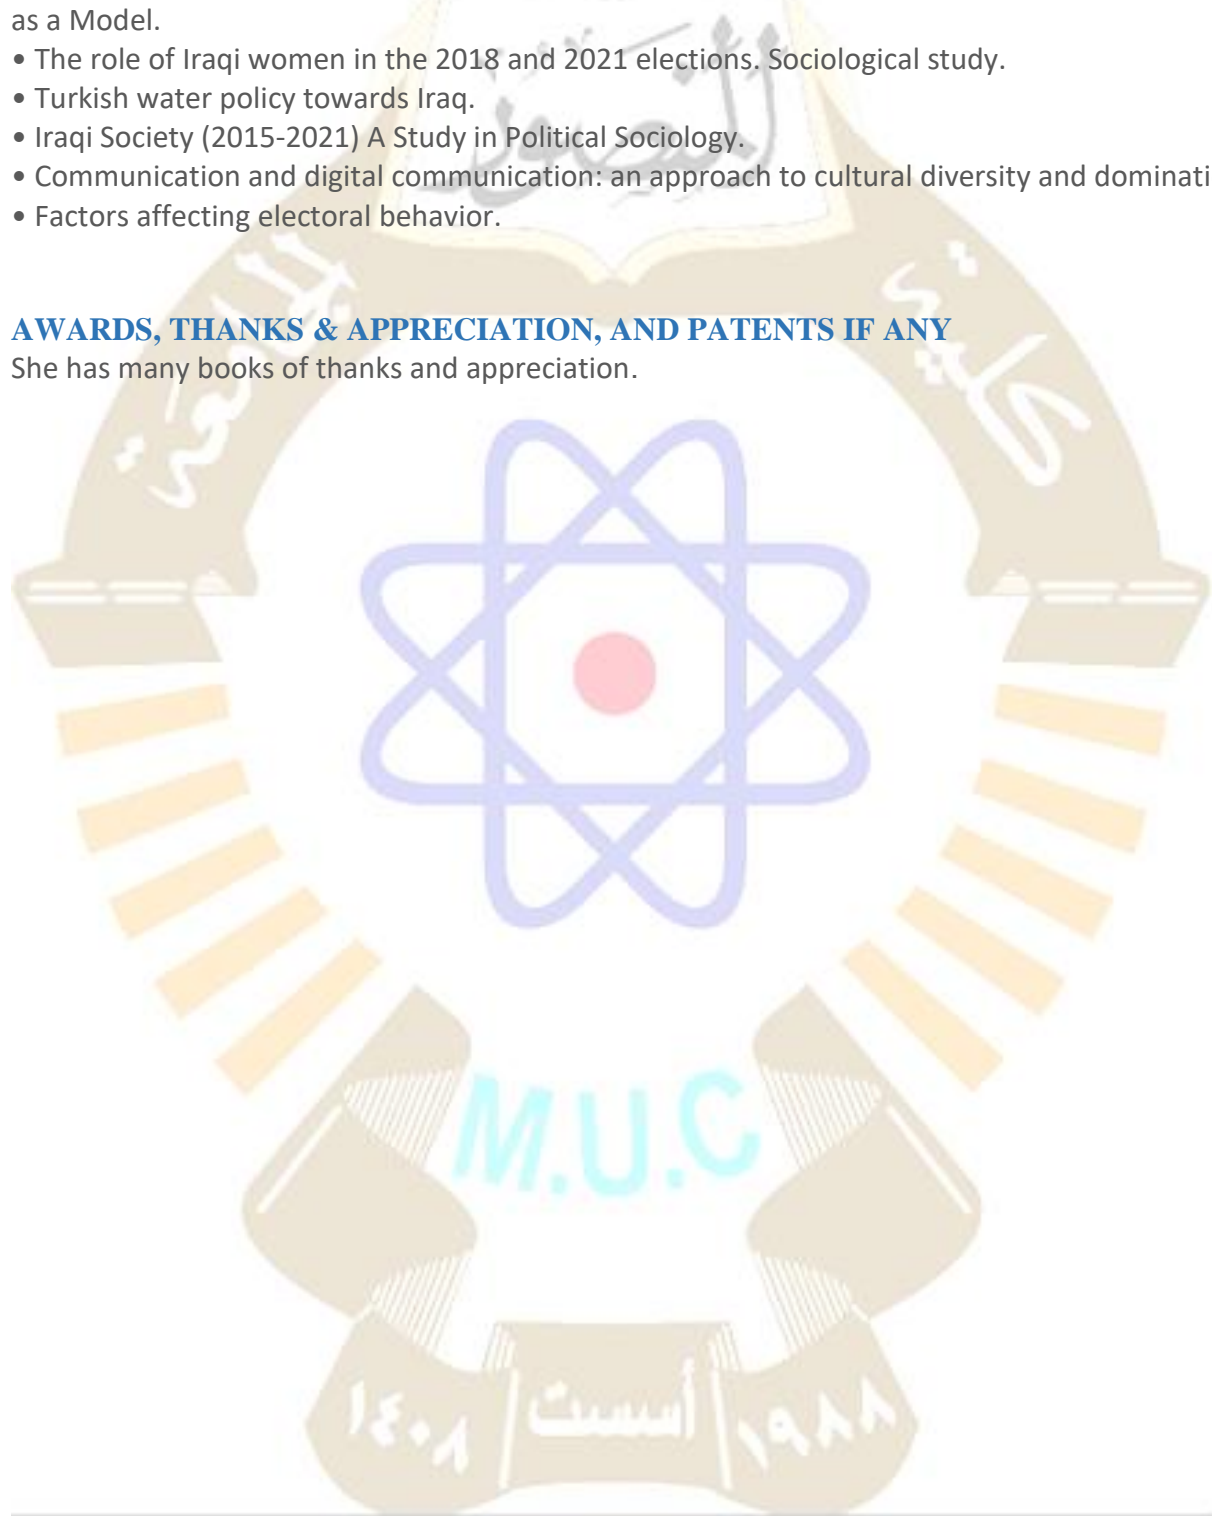 as a Model.
• The role of Iraqi women in the 2018 and 2021 elections. Sociological study.
• Turkish water policy towards Iraq.
• Iraqi Society (2015-2021) A Study in Political Sociology.
• Communication and digital communication: an approach to cultural diversity and dominati
• Factors affecting electoral behavior.
AWARDS, THANKS & APPRECIATION, AND PATENTS IF ANY
She has many books of thanks and appreciation.
المنصور
كلية
الجامعة
M.U.C
١٤٠٨ أسست ١٩٨٨